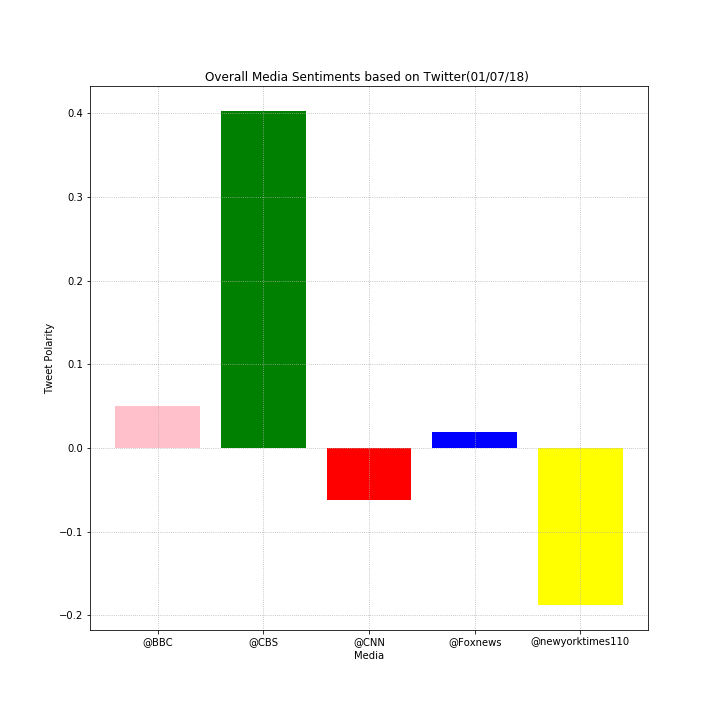 Overall Media Sentiments based on Twitter(01/07/18)
0.4
0.3
0.2
0.1
0.0
−0.1
−0.2
Tweet Polarity
@BBC @CBS @CNN @Foxnews @newyorktimes110
Media